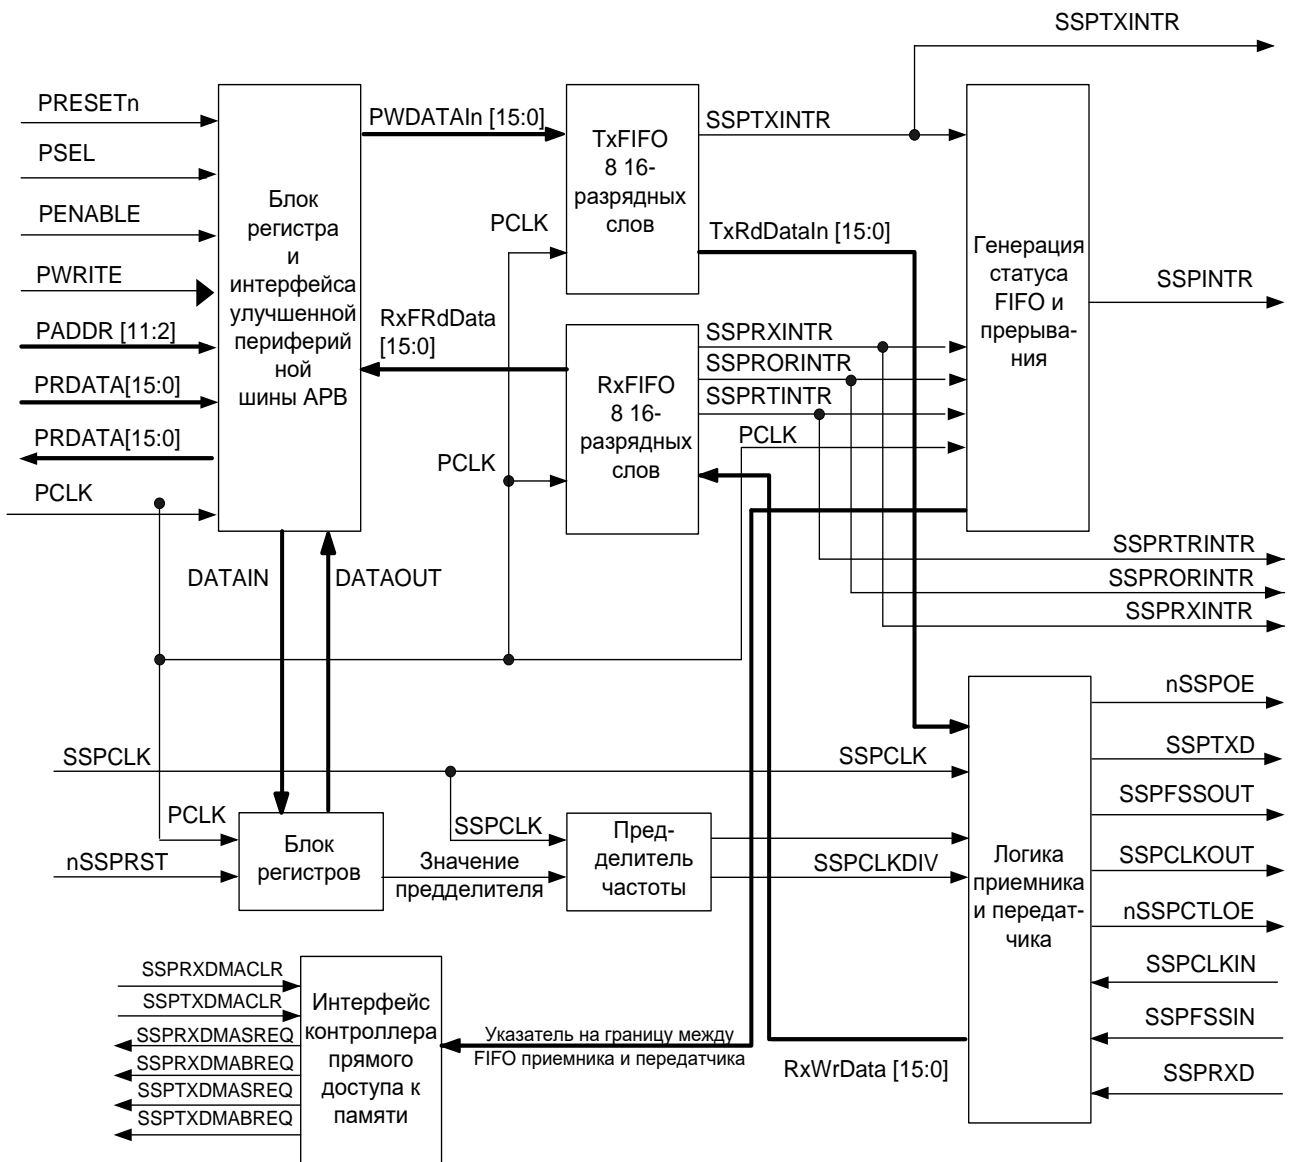 SSPTXINTR
PRESETn
PSEL
PENABLE
PWRITE
PADDR [11:2]
PRDATA[15:0]
PRDATA[15:0]
PCLK
Блок
регистра
и
интерфейса
улучшенной
периферий
ной
шины APB
PWDATAIn [15:0]
PCLK
RxFRdData
[15:0]
PCLK
TxFIFO
8 16-
разрядных
слов
RxFIFO
8 16-
разрядных
слов
SSPTXINTR
TxRdDataIn [15:0]
SSPRXINTR
SSPRORINTR
SSPRTINTR
PCLK
Генерация
статуса
FIFO и
прерыва-
ния
SSPINTR
SSPRTRINTR
SSPRORINTR
SSPRXINTR
DATAIN
DATAOUT
SSPCLK
SSPCLK
PCLK
nSSPRST
Блок
регистров
SSPCLK
Значение
предделителя
Пред-
делитель
частоты
SSPCLKDIV
Логика
приемника
и передат-
чика
nSSPOE
SSPTXD
SSPFSSOUT
SSPCLKOUT
nSSPCTLOE
SSPCLKIN
SSPFSSIN
SSPRXD
SSPRXDMACLR
SSPTXDMACLR
SSPRXDMASREQ
SSPRXDMABREQ
SSPTXDMASREQ
SSPTXDMABREQ
Интерфейс
контроллера
прямого
доступа к
памяти
Указатель на границу между
FIFO приемника и передатчика
RxWrData [15:0]